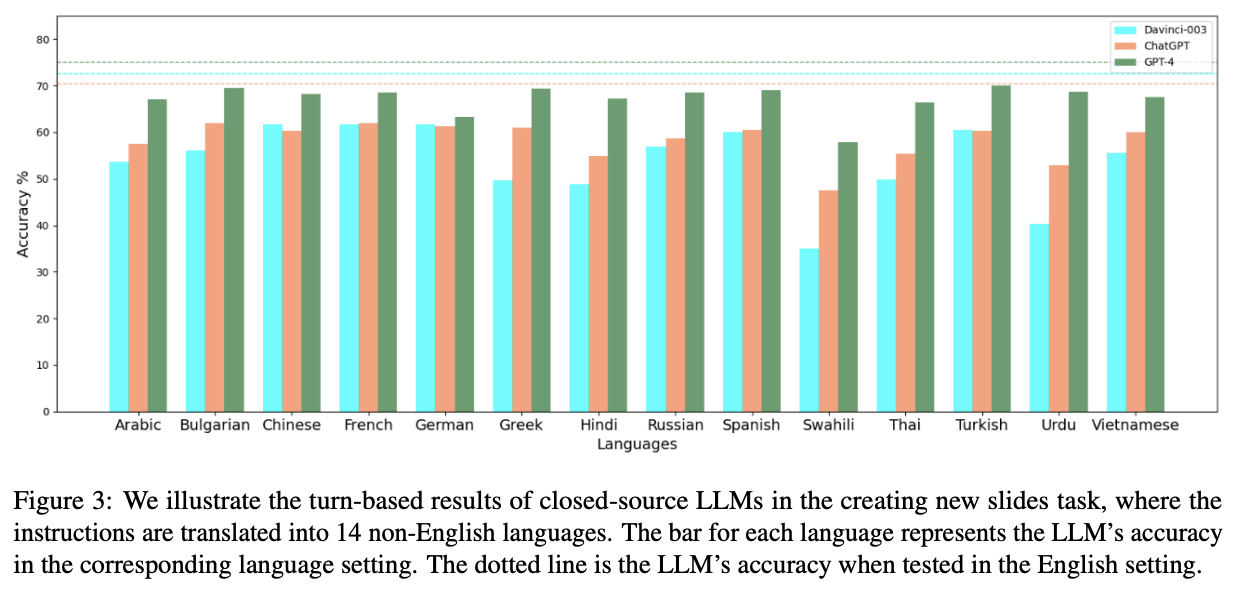 80
70
60
50
40
30
20
10
0
Accuracy %
Davinci-003
ChatGPT
GPT-4
Arabic Bulgarian Chinese French German Greek Hindi Russian Spanish Swahili Thai Turkish Urdu Vietnamese
Languages
Figure 3: We illustrate the turn-based results of closed-source LLMs in the creating new slides task, where the
instructions are translated into 14 non-English languages. The bar for each language represents the LLM’s accuracy
in the corresponding language setting. The dotted line is the LLM’s accuracy when tested in the English setting.